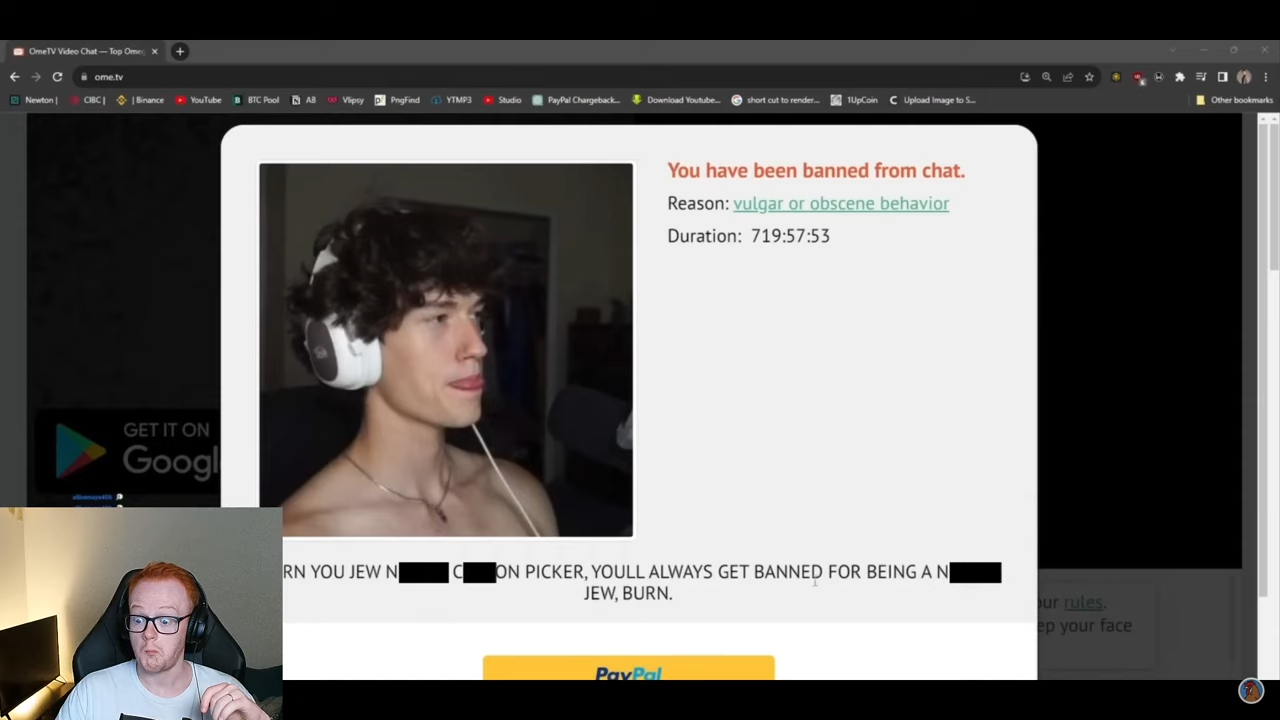 OmeTV Video Chat — Top Ome
ome.tv
Newton |
CIBC |
| Binance
YouTube
BTC Pool
AB
Vlipsy
PngFind
YTMP3
Studio
PayPal Chargeback...
Download Youtube...
short cut to render...
1UpCoin
Upload Image to S...
Other bookmarks
You have been banned from chat.
Reason: vulgar or obscene behavior
Duration: 719:57:53
GET IT ON
Googl
RN YOU JEW N C ON PICKER, YOULL ALWAYS GET BANNED FOR BEING A N
JEW, BURN.
our rules.
ep your face
PayPal